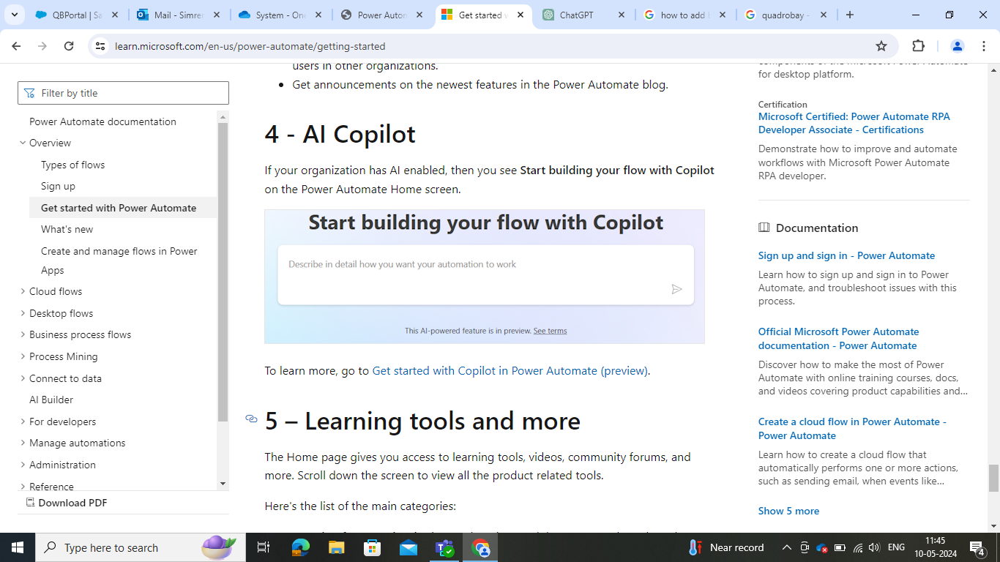 QBPortal | Sa
Mail - Simree
System - One
Power Autom
Get started w
ChatGPT
how to add l
quadrobay -
learn.microsoft.com/en-us/power-automate/getting-started
Filter by title
Power Automate documentation
Overview
Types of flows
Sign up
Get started with Power Automate
What's new
Create and manage flows in Power
Apps
Cloud flows
Desktop flows
Business process flows
Process Mining
Connect to data
AI Builder
For developers
Manage automations
Administration
Reference
Download PDF
users in other organizations.
• Get announcements on the newest features in the Power Automate blog.
4 - AI Copilot
If your organization has AI enabled, then you see Start building your flow with Copilot
on the Power Automate Home screen.
Start building your flow with Copilot
Describe in detail how you want your automation to work
This AI-powered feature is in preview. See terms
To learn more, go to Get started with Copilot in Power Automate (preview).
5 – Learning tools and more
The Home page gives you access to learning tools, videos, community forums, and
more. Scroll down the screen to view all the product related tools.
Here's the list of the main categories:
components of the Microsoft Power Automate
for desktop platform.
Certification
Microsoft Certified: Power Automate RPA
Developer Associate - Certifications
Demonstrate how to improve and automate
workflows with Microsoft Power Automate
RPA developer.
Documentation
Sign up and sign in - Power Automate
Learn how to sign up and sign in to Power
Automate, and troubleshoot issues with this
process.
Official Microsoft Power Automate
documentation - Power Automate
Discover how to make the most of Power
Automate with online training courses, docs,
and videos covering product capabilities and...
Create a cloud flow in Power Automate -
Power Automate
Learn how to create a cloud flow that
automatically performs one or more actions,
such as sending email, when events like...
Show 5 more
Type here to search
Near record
ENG
11:45
10-05-2024
4